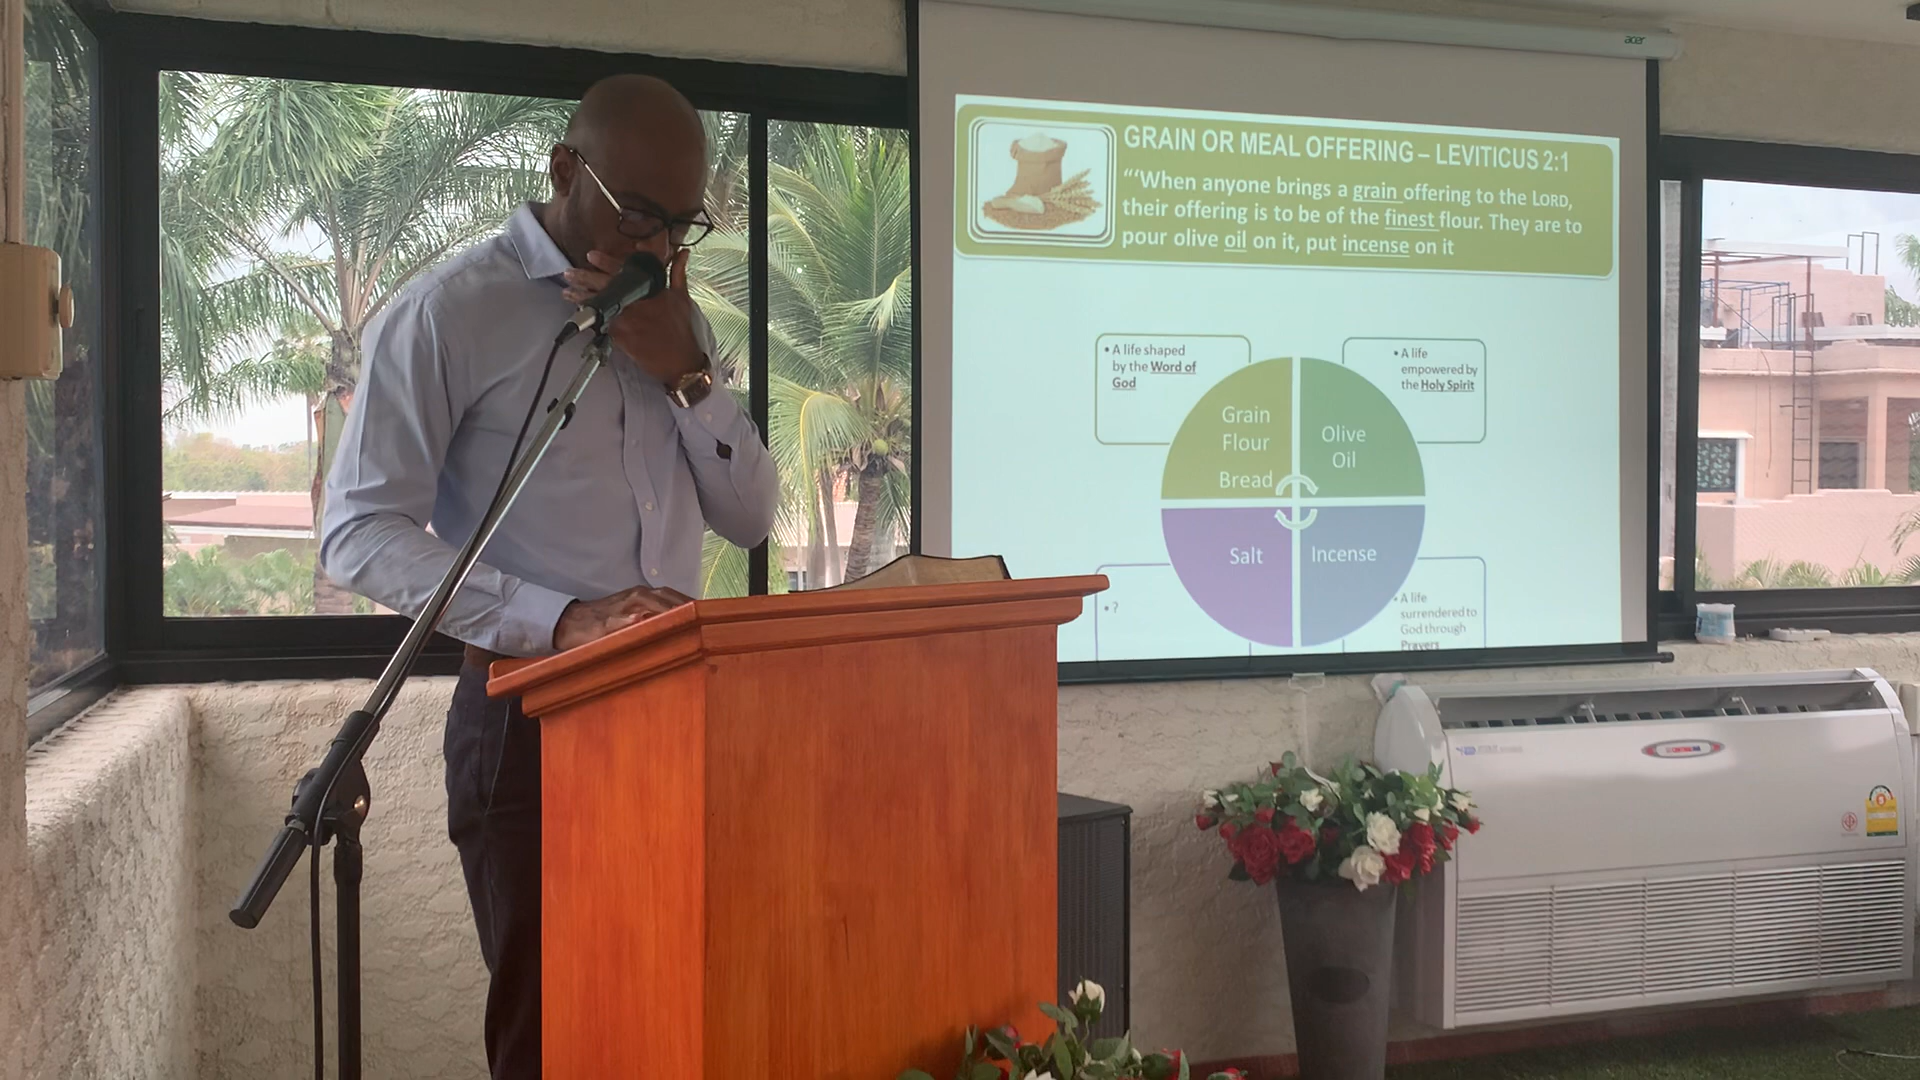 acer
GRAIN OR MEAL OFFERING – LEVITICUS 2:1
“‘When anyone brings a grain offering to the LORD,
their offering is to be of the finest flour. They are to
pour olive oil on it, put incense on it
• A life shaped
by the Word of
God
• A life
empowered by
the Holy Spirit
Grain
Flour
Bread
Olive
Oil
Salt
Incense
• ?
• A life
surrendered to
God through
Prayers